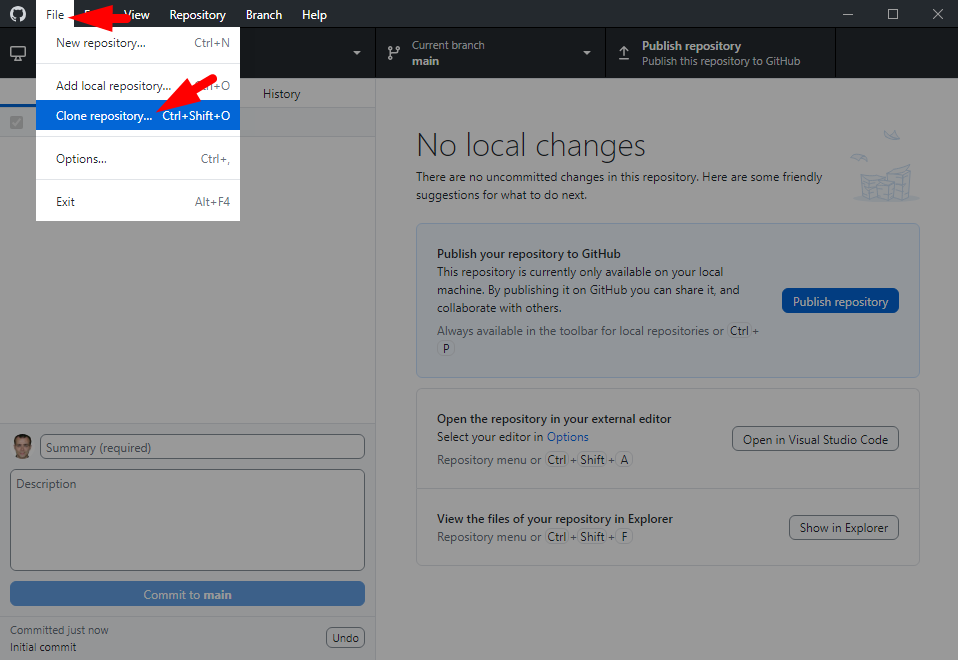 File View Repository Branch Help
New repository... Ctrl+N
Add local repository...
Clone repository... Ctrl+Shift+O
Options... Ctrl+,
Exit Alt+F4
Current branch
main
Publish repository
Publish this repository to GitHub
History
No local changes
There are no uncommitted changes in this repository. Here are some friendly
suggestions for what to do next.
Publish your repository to GitHub
This repository is currently only available on your local
machine. By publishing it on GitHub you can share it, and
collaborate with others.
Always available in the toolbar for local repositories or Ctrl +
P
Publish repository
Open the repository in your external editor
Select your editor in Options
Repository menu or Ctrl + Shift + A
Open in Visual Studio Code
View the files of your repository in Explorer
Repository menu or Ctrl + Shift + F
Show in Explorer
Summary (required)
Description
Commit to main
Committed just now
Initial commit
Undo